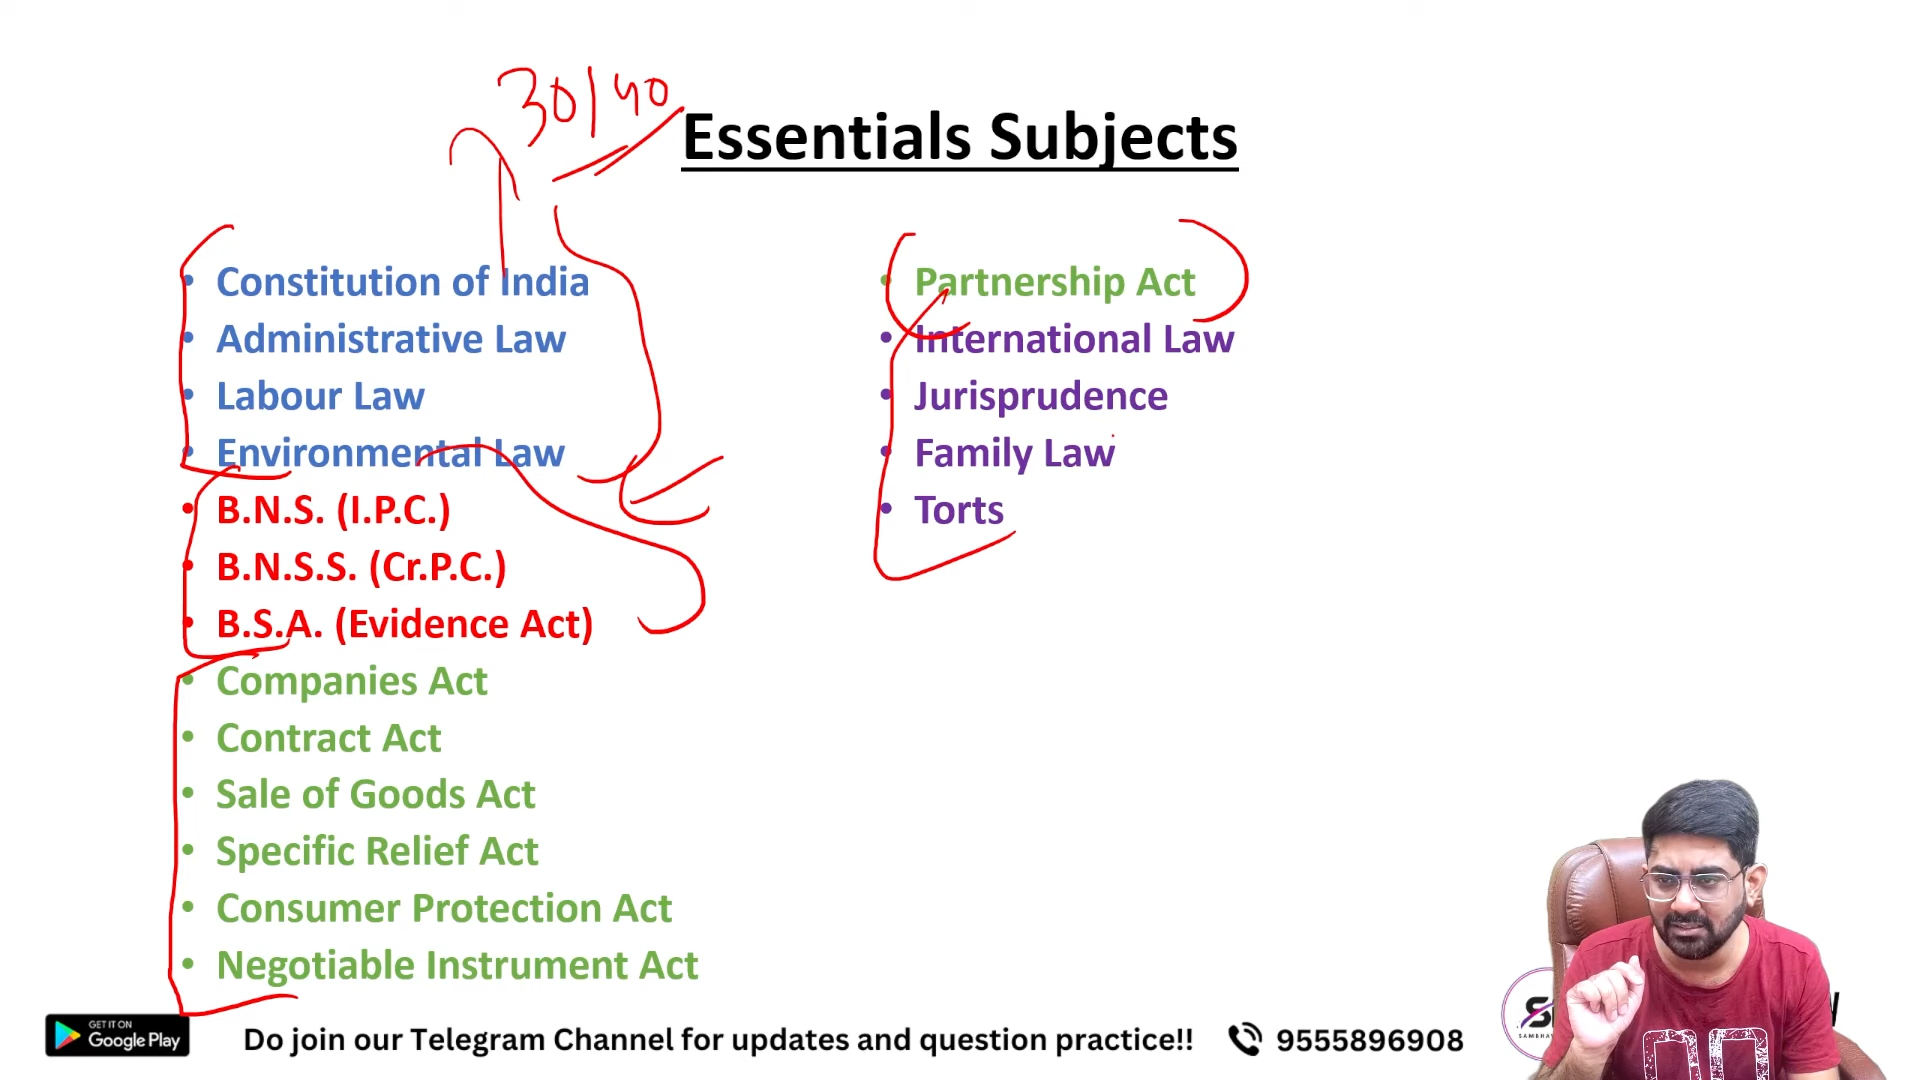 30/40
Essentials Subjects
• Constitution of India
• Administrative Law
• Labour Law
• Environmental Law
• B.N.S. (I.P.C.)
• B.N.S.S. (Cr.P.C.)
• B.S.A. (Evidence Act)
• Companies Act
• Contract Act
• Sale of Goods Act
• Specific Relief Act
• Consumer Protection Act
• Negotiable Instrument Act
• Partnership Act
• International Law
• Jurisprudence
• Family Law
• Torts
GET IT ON
Google Play
Do join our Telegram Channel for updates and question practice!!
9555896908